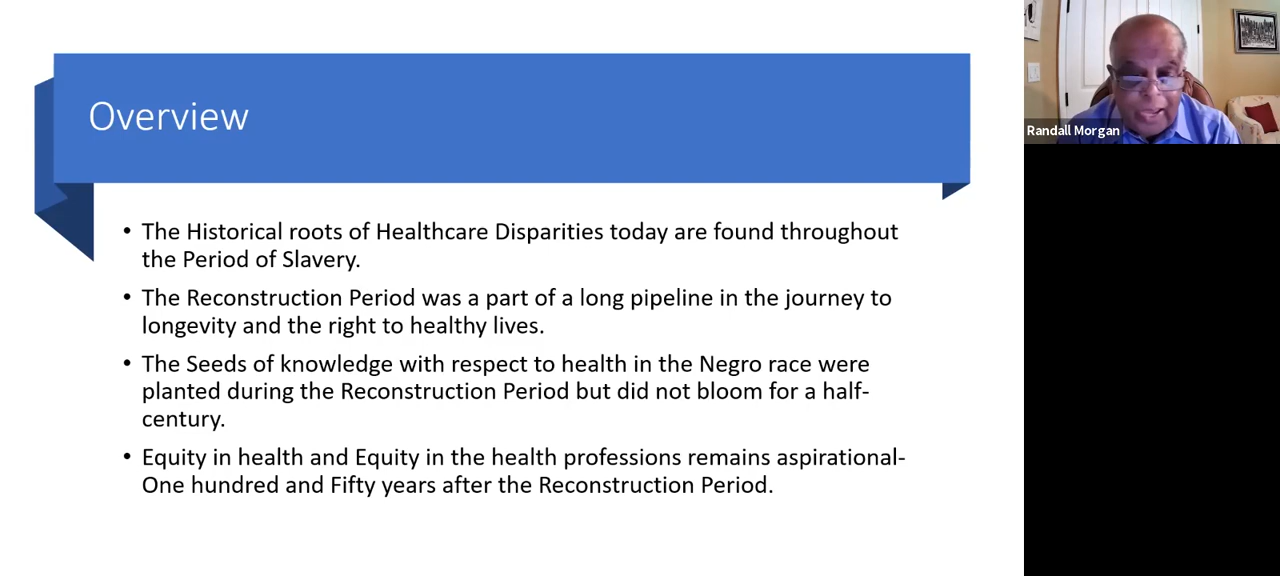 Overview
• The Historical roots of Healthcare Disparities today are found throughout
the Period of Slavery.
• The Reconstruction Period was a part of a long pipeline in the journey to
longevity and the right to healthy lives.
• The Seeds of knowledge with respect to health in the Negro race were
planted during the Reconstruction Period but did not bloom for a half-
century.
• Equity in health and Equity in the health professions remains aspirational-
One hundred and Fifty years after the Reconstruction Period.
Randall Morgan